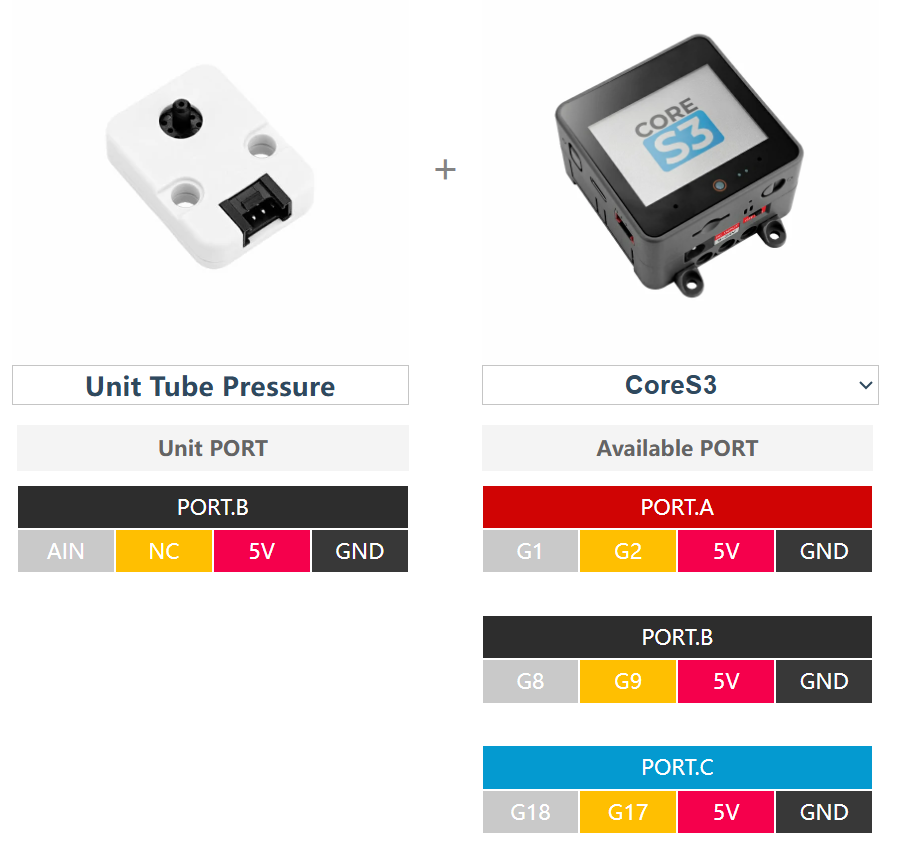 CORE
S3
+
Unit Tube Pressure
CoreS3
Unit PORT
Available PORT
PORT.B
AIN NC 5V GND
PORT.A
G1 G2 5V GND
PORT.B
G8 G9 5V GND
PORT.C
G18 G17 5V GND